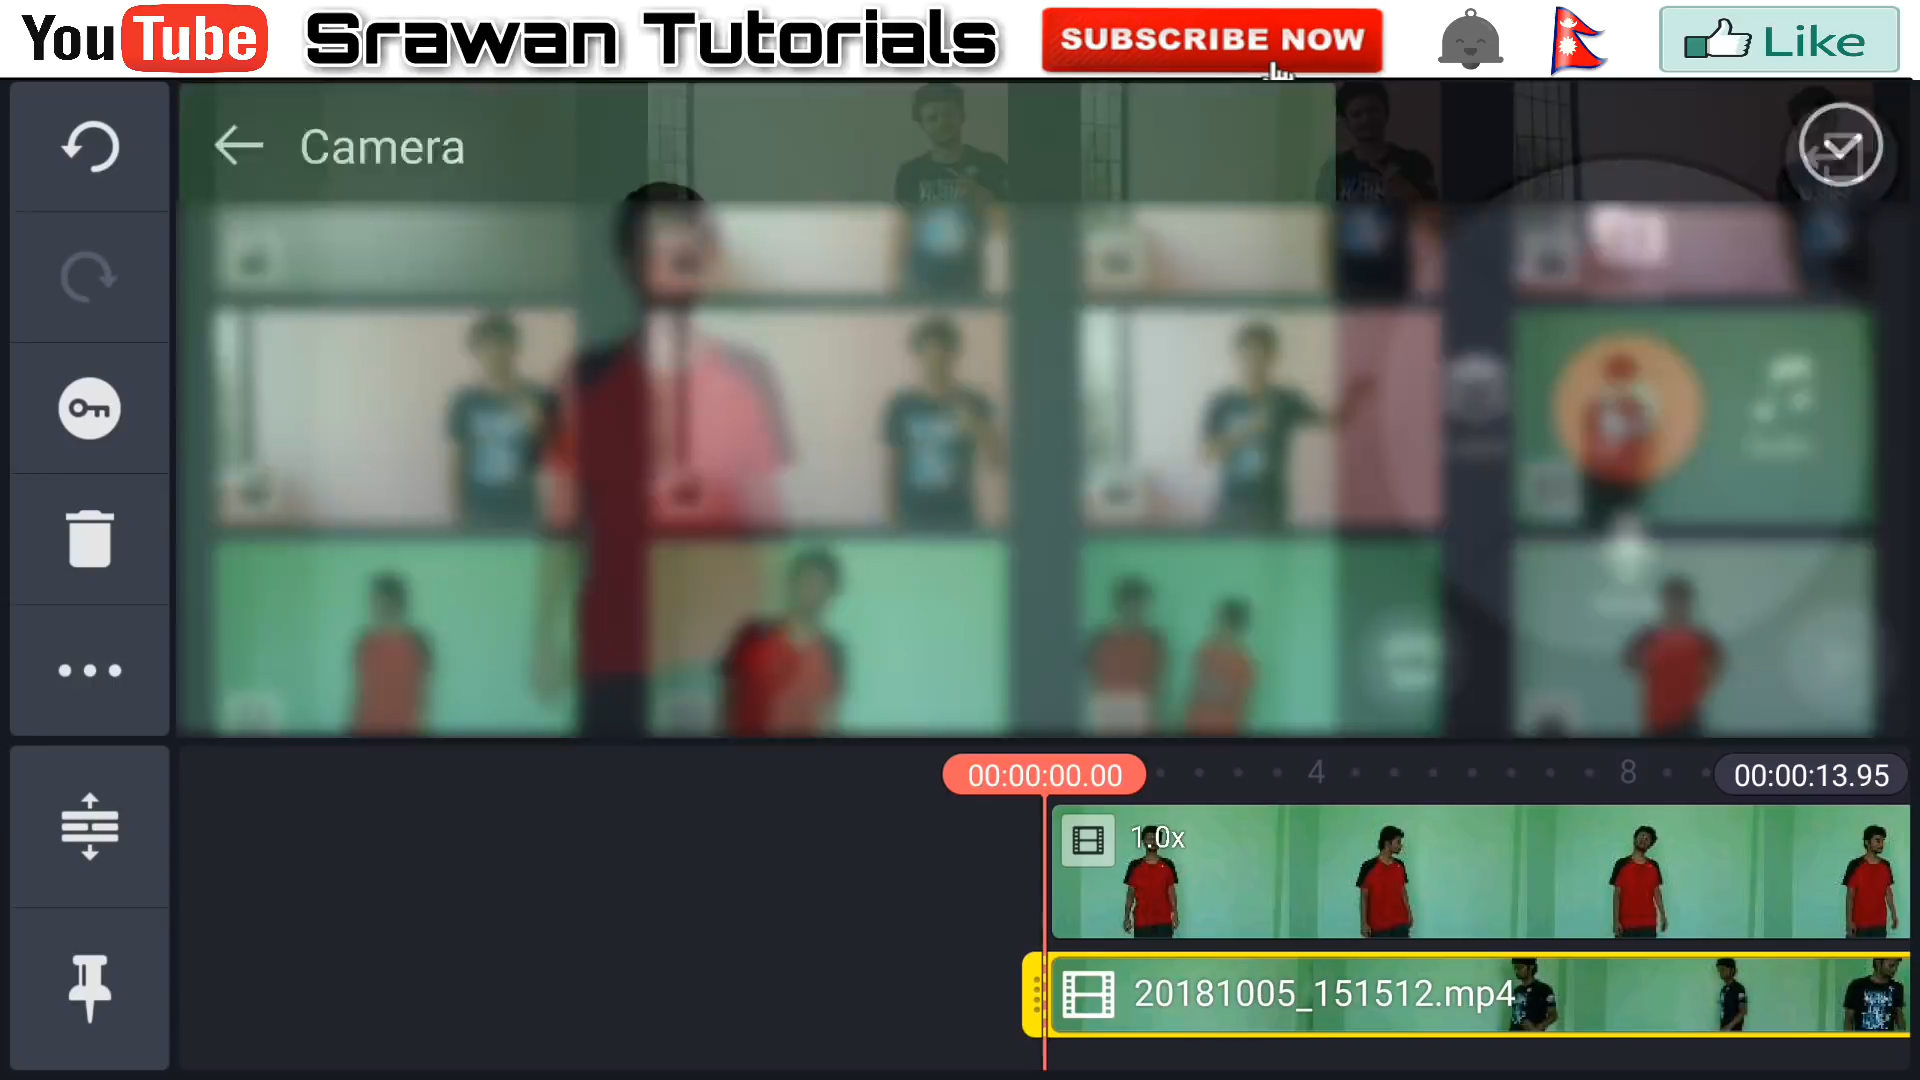 YouTube Srawan Tutorials SUBSCRIBE NOW Like
Camera
00:00:00.00 4 8 00:00:13.95
1.0x
20181005_151512.mp4